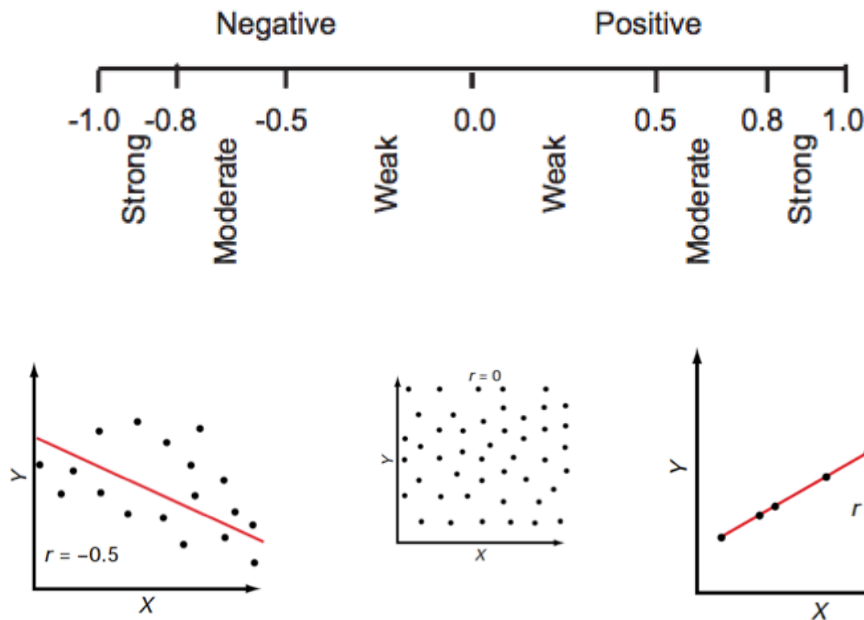 Negative Positive
-1.0 -0.8 -0.5 0.0 0.5 0.8 1.0
Strong
Moderate
Weak
Weak
Moderate
Strong
Y
r = −0.5
X
r = 0
Y
X
Y
r
X